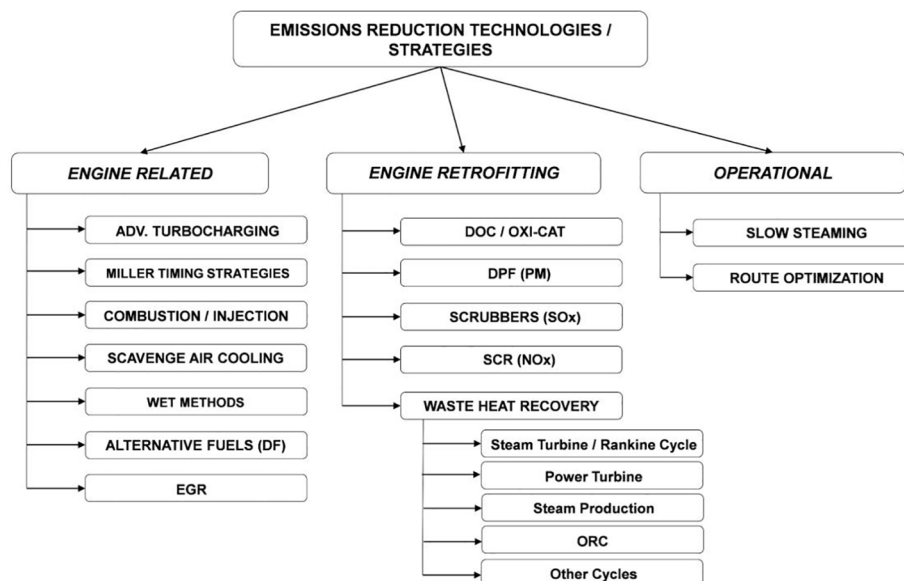 EMISSIONS REDUCTION TECHNOLOGIES /
STRATEGIES
ENGINE RELATED
ADV. TURBOCHARGING
MILLER TIMING STRATEGIES
COMBUSTION / INJECTION
SCAVENGE AIR COOLING
WET METHODS
ALTERNATIVE FUELS (DF)
EGR
ENGINE RETROFITTING
DOC / OXI-CAT
DPF (PM)
SCRUBBERS (SOx)
SCR (NOx)
WASTE HEAT RECOVERY
Steam Turbine / Rankine Cycle
Power Turbine
Steam Production
ORC
Other Cycles
OPERATIONAL
SLOW STEAMING
ROUTE OPTIMIZATION